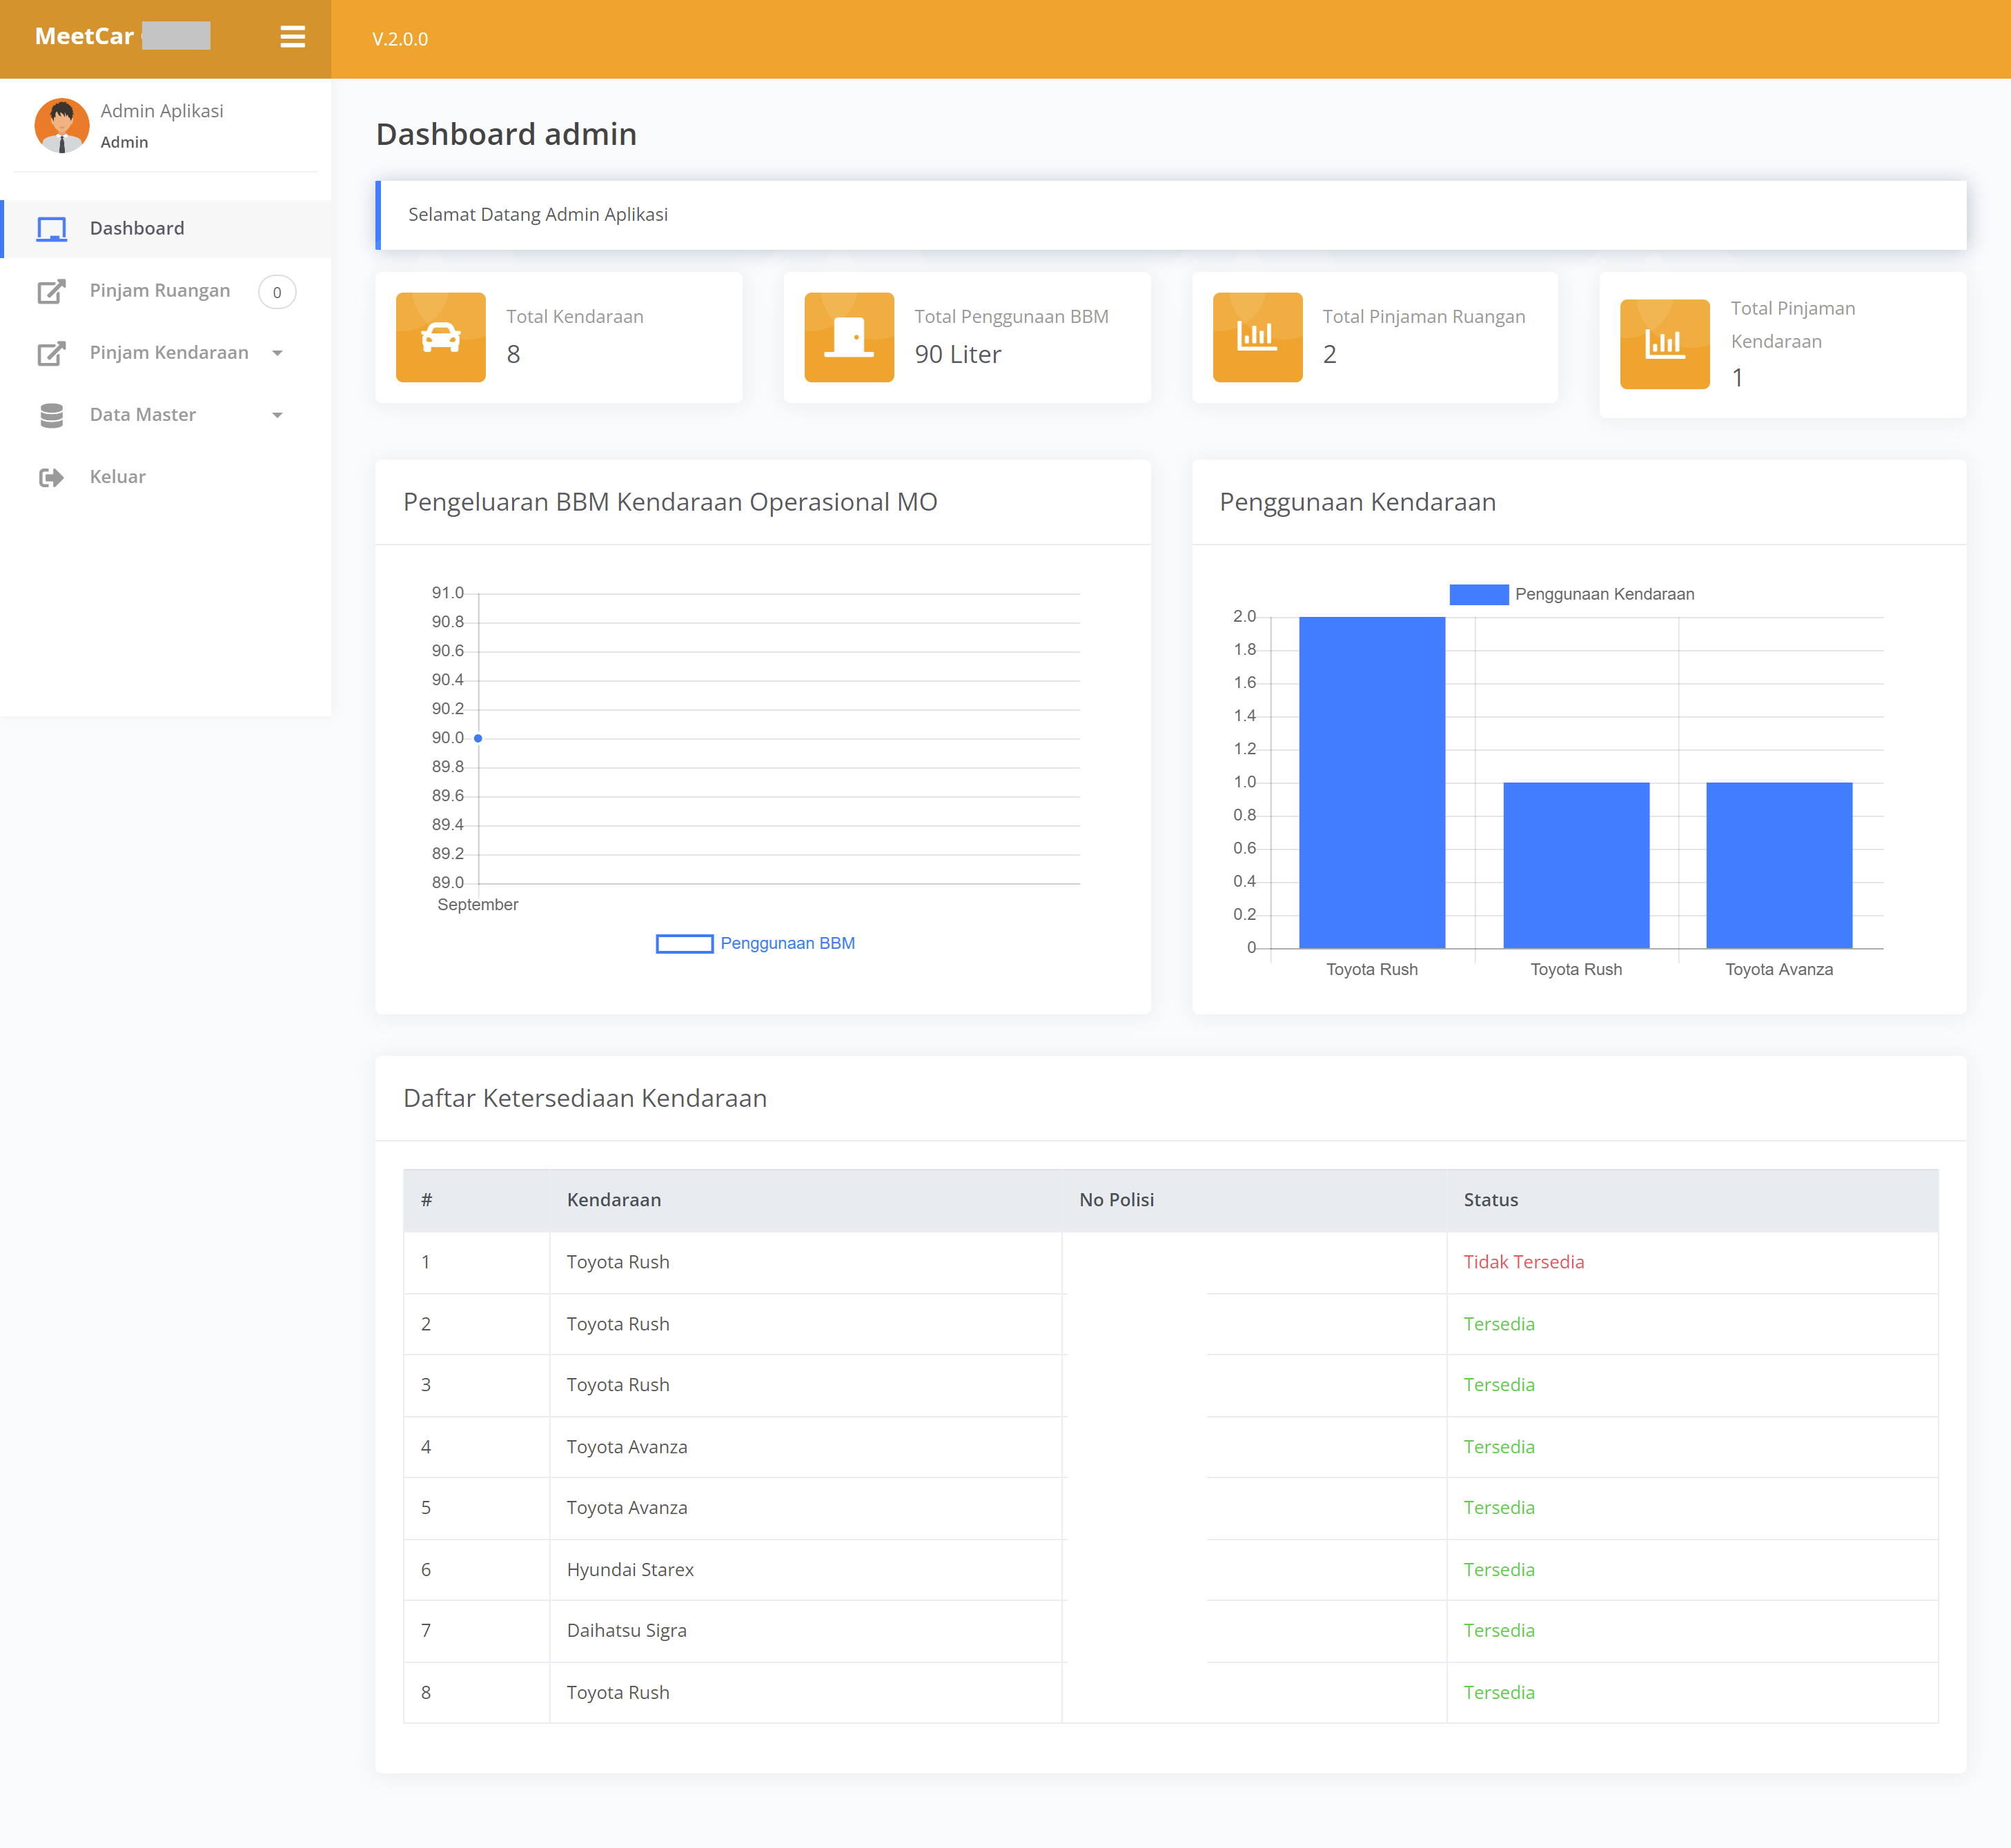 MeetCar
V.2.0.0
Admin Aplikasi
Admin
Dashboard
Pinjam Ruangan 0
Pinjam Kendaraan
Data Master
Keluar
Dashboard admin
Selamat Datang Admin Aplikasi
Total Kendaraan
8
Total Penggunaan BBM
90 Liter
Total Pinjaman Ruangan
2
Total Pinjaman
Kendaraan
1
Pengeluaran BBM Kendaraan Operasional MO
91.0
90.8
90.6
90.4
90.2
90.0
89.8
89.6
89.4
89.2
89.0
September
Penggunaan BBM
Penggunaan Kendaraan
Penggunaan Kendaraan
2.0
1.8
1.6
1.4
1.2
1.0
0.8
0.6
0.4
0.2
0
Toyota Rush Toyota Rush Toyota Avanza
Daftar Ketersediaan Kendaraan
# Kendaraan No Polisi Status
1 Toyota Rush Tidak Tersedia
2 Toyota Rush Tersedia
3 Toyota Rush Tersedia
4 Toyota Avanza Tersedia
5 Toyota Avanza Tersedia
6 Hyundai Starex Tersedia
7 Daihatsu Sigra Tersedia
8 Toyota Rush Tersedia